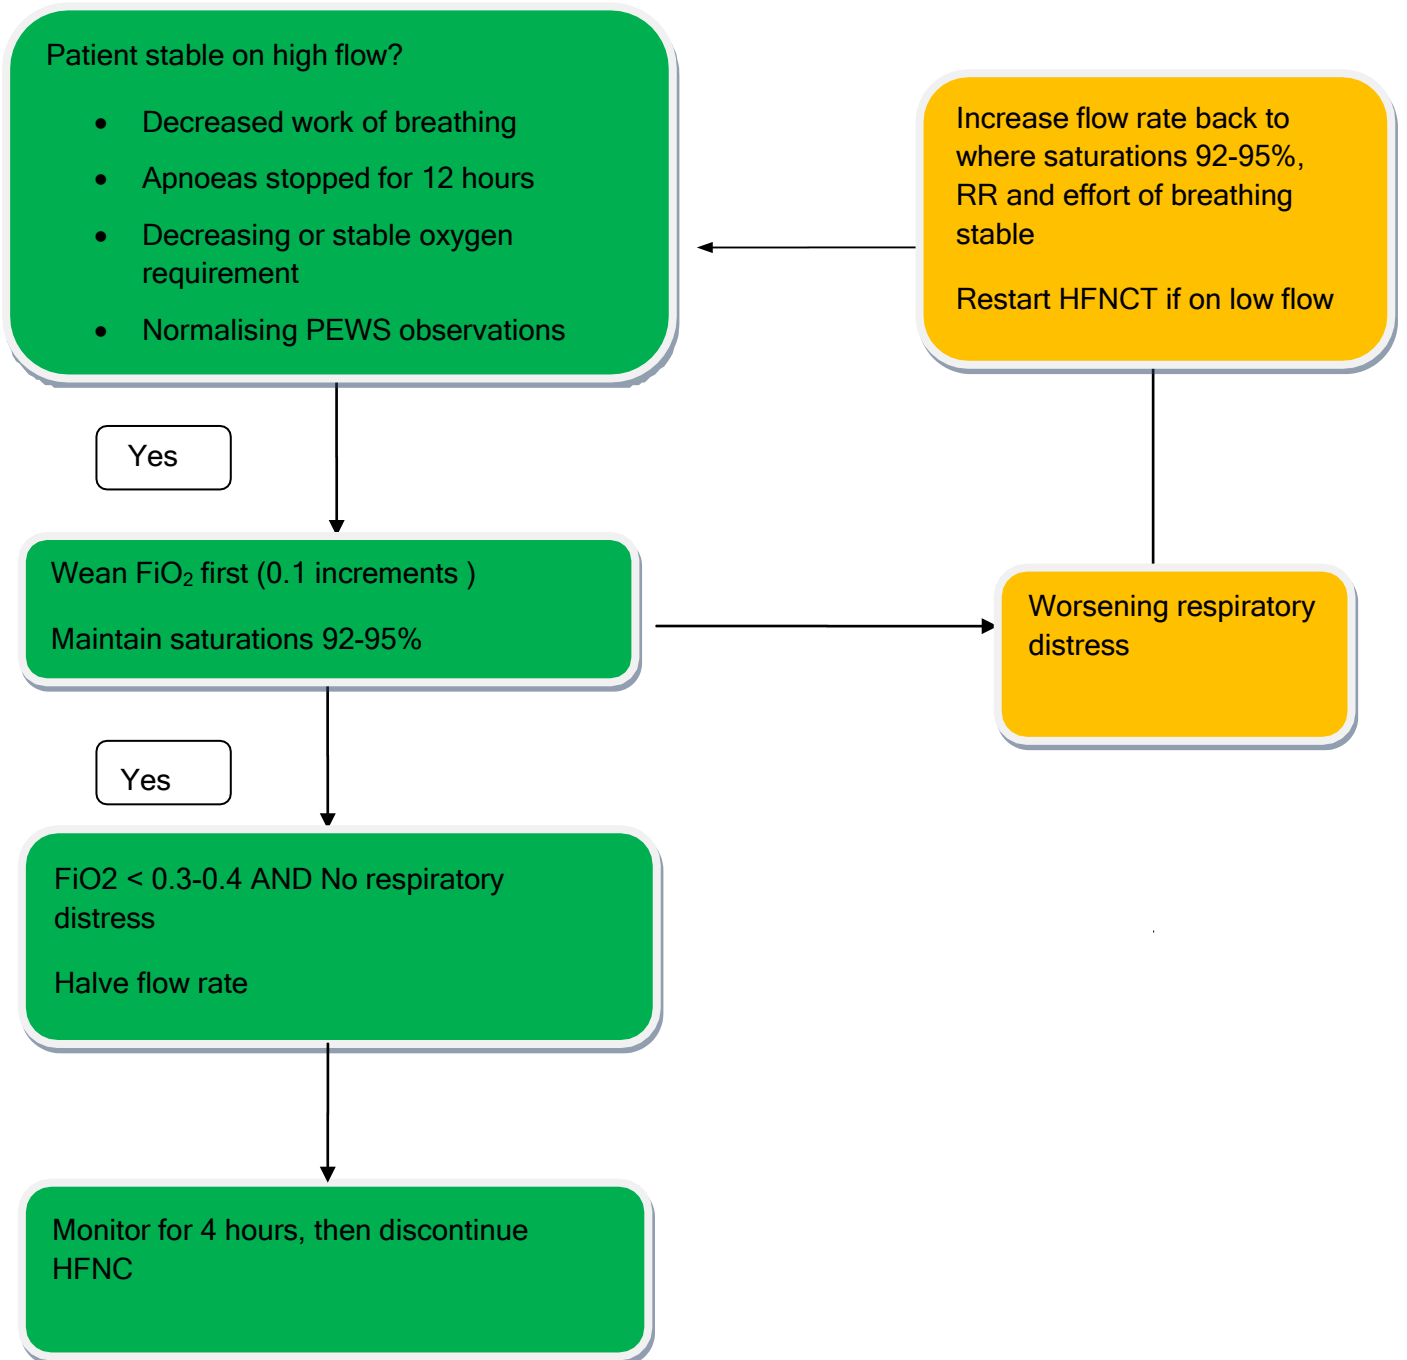 Patient stable on high flow?
• Decreased work of breathing
• Apnoeas stopped for 12 hours
• Decreasing or stable oxygen
requirement
• Normalising PEWS observations
Increase flow rate back to
where saturations 92-95%,
RR and effort of breathing
stable
Restart HFNCT if on low flow
Yes
Wean FiO₂ first (0.1 increments )
Maintain saturations 92-95%
Worsening respiratory
distress
Yes
FiO2 < 0.3-0.4 AND No respiratory
distress
Halve flow rate
Monitor for 4 hours, then discontinue
HFNC